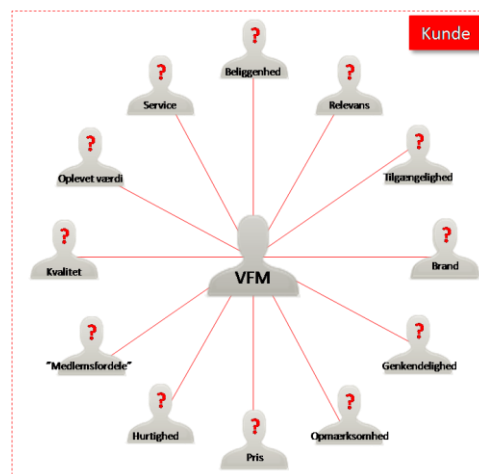 Kunde
?
Beliggenhed
?
Service
?
Relevans
?
Oplevet værdi
?
Tilgængelighed
?
Kvalitet
VFM
?
Brand
?
"Medlemsfordele"
?
Genkendelighed
?
Hurtighed
?
Pris
?
Opmærksomhed